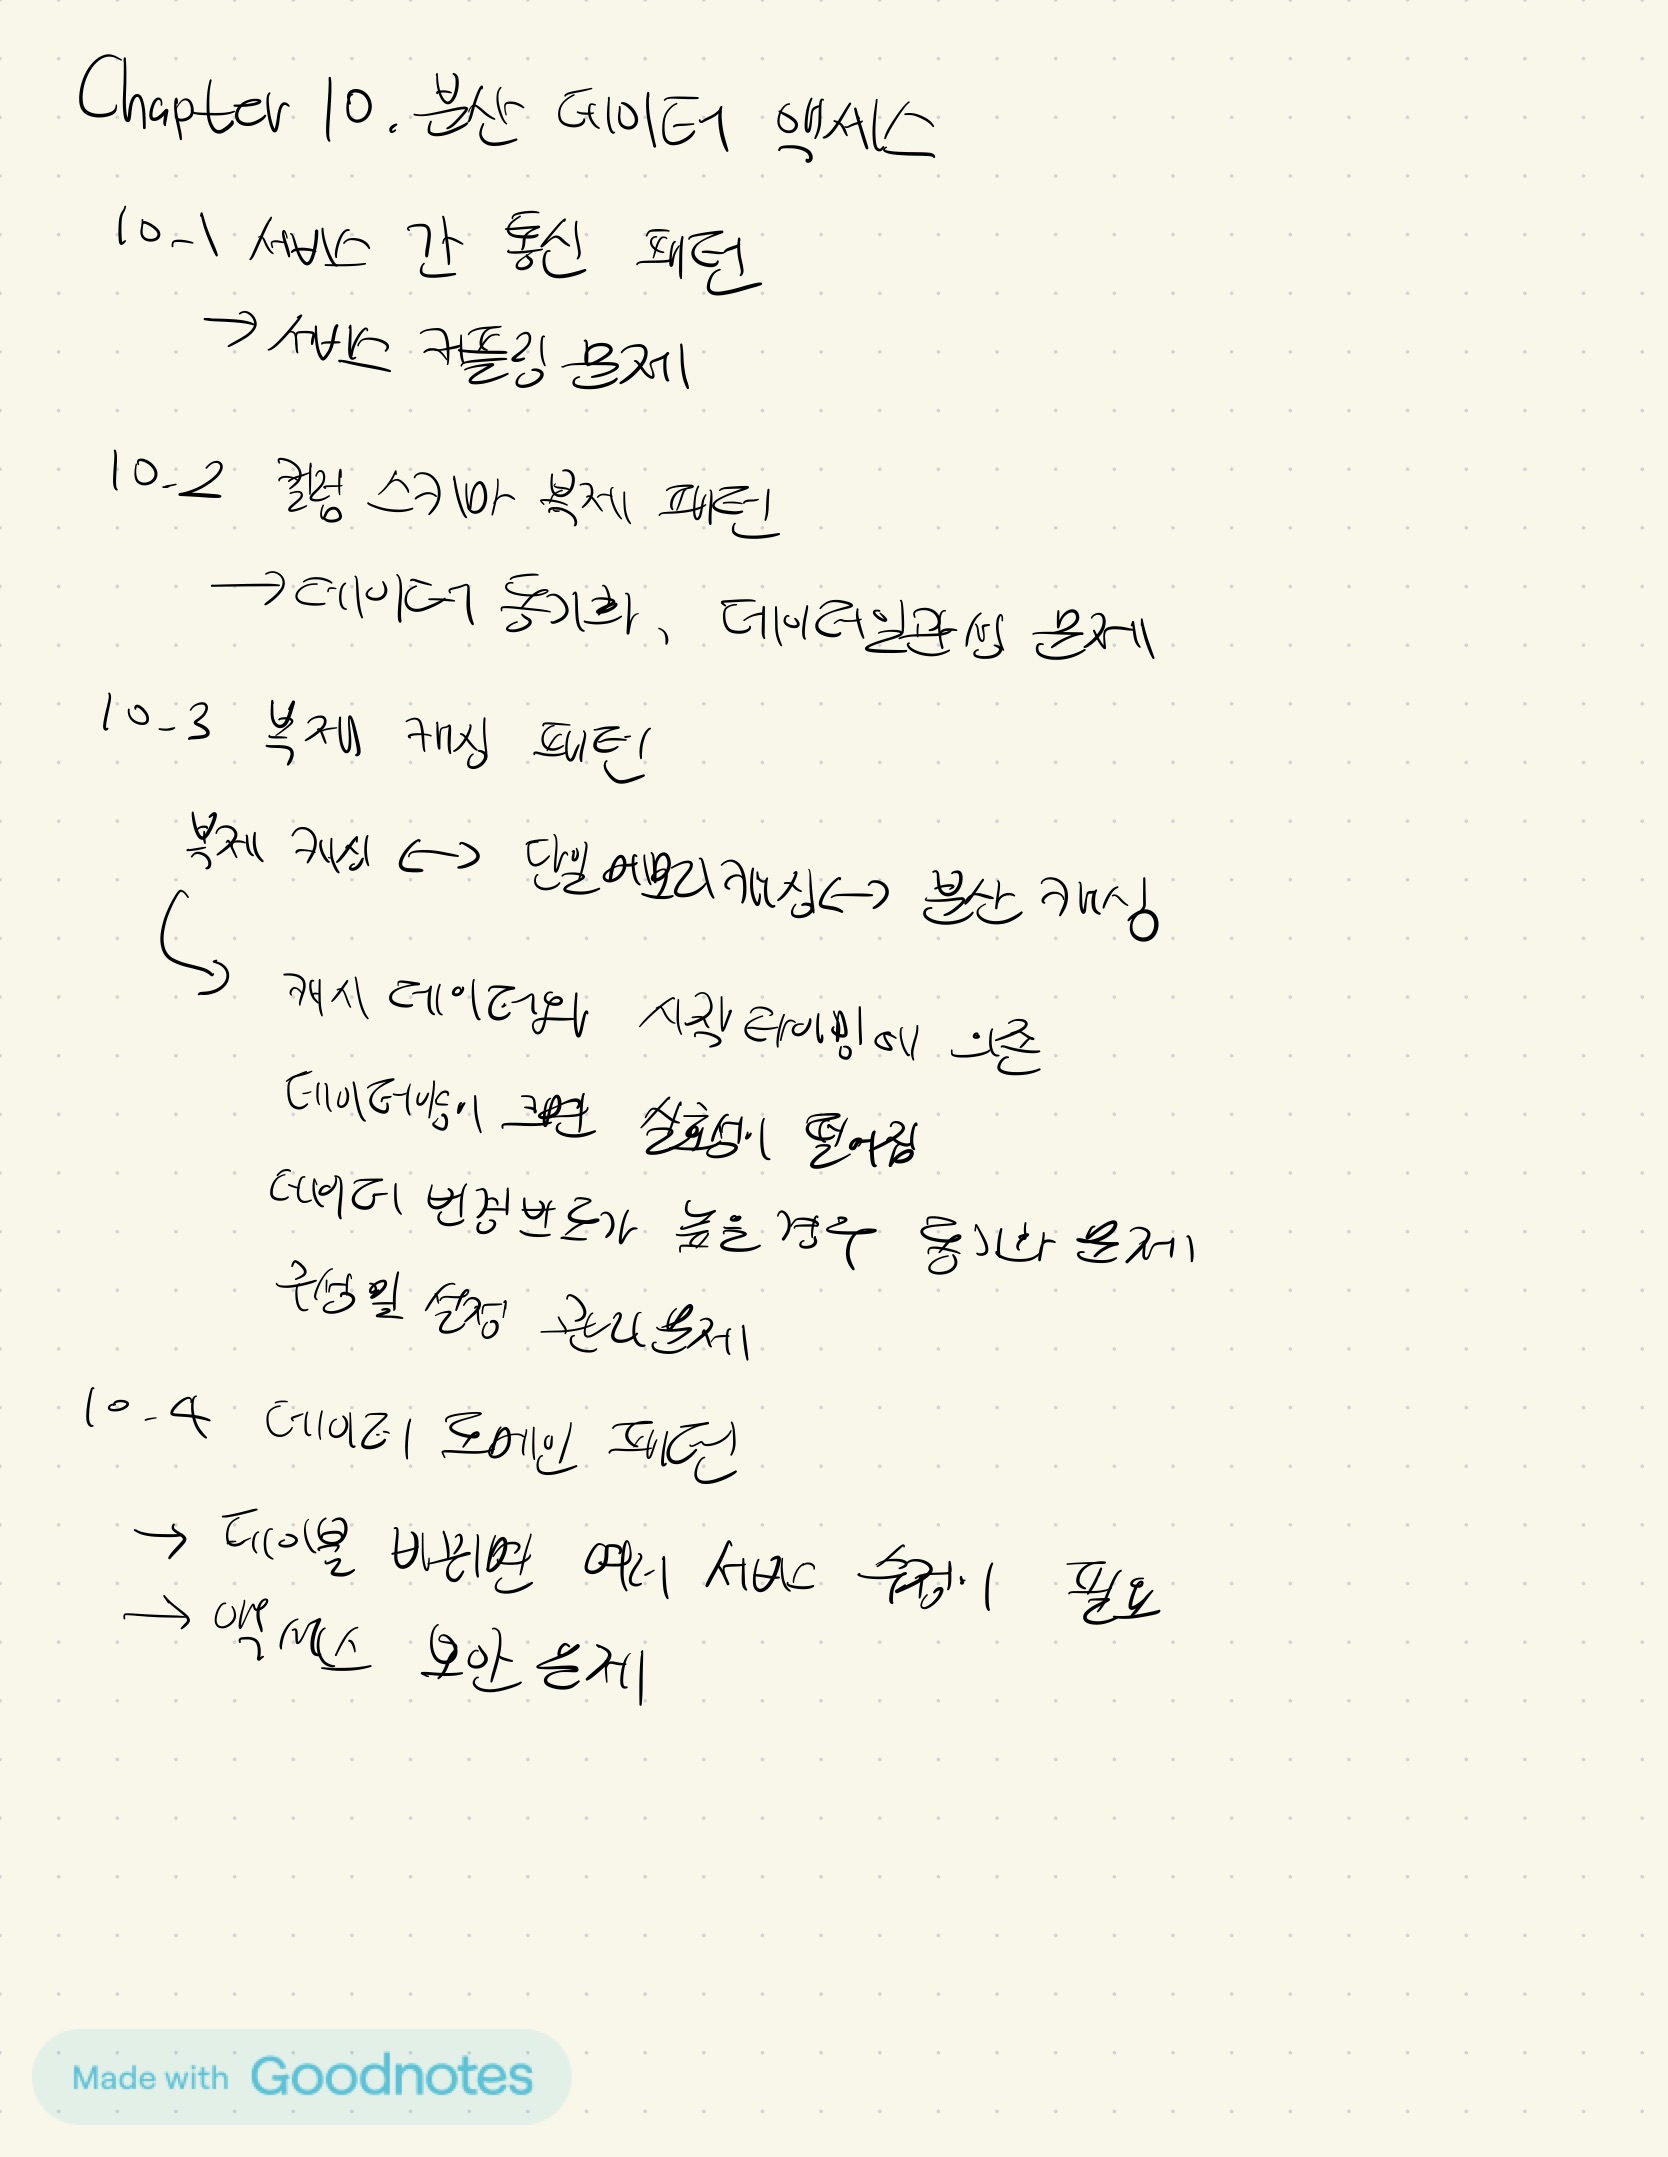 Chapter 10. 분산 데이터 액세스
10-1 서비스 간 통신 패턴
→ 서비스 커플링 문제
10-2 컬럼 스키마 복제 패턴
→ 데이터 동기화, 데이터일관성 문제
10-3 복제 캐싱 패턴
복제 캐싱 <-> 단일 메모리 캐싱 <-> 분산 캐싱
캐시 데이터와 시작 타이밍에 의존
데이터양이 크면 실효성이 떨어짐
데이터 변경빈도가 높을 경우 동기화 문제
구성 및 설정 관리 문제
10-4 데이터 도메인 패턴
→ 테이블 바뀌면 여러 서비스 수정이 필요
→ 액세스 보안 문제
Made with Goodnotes